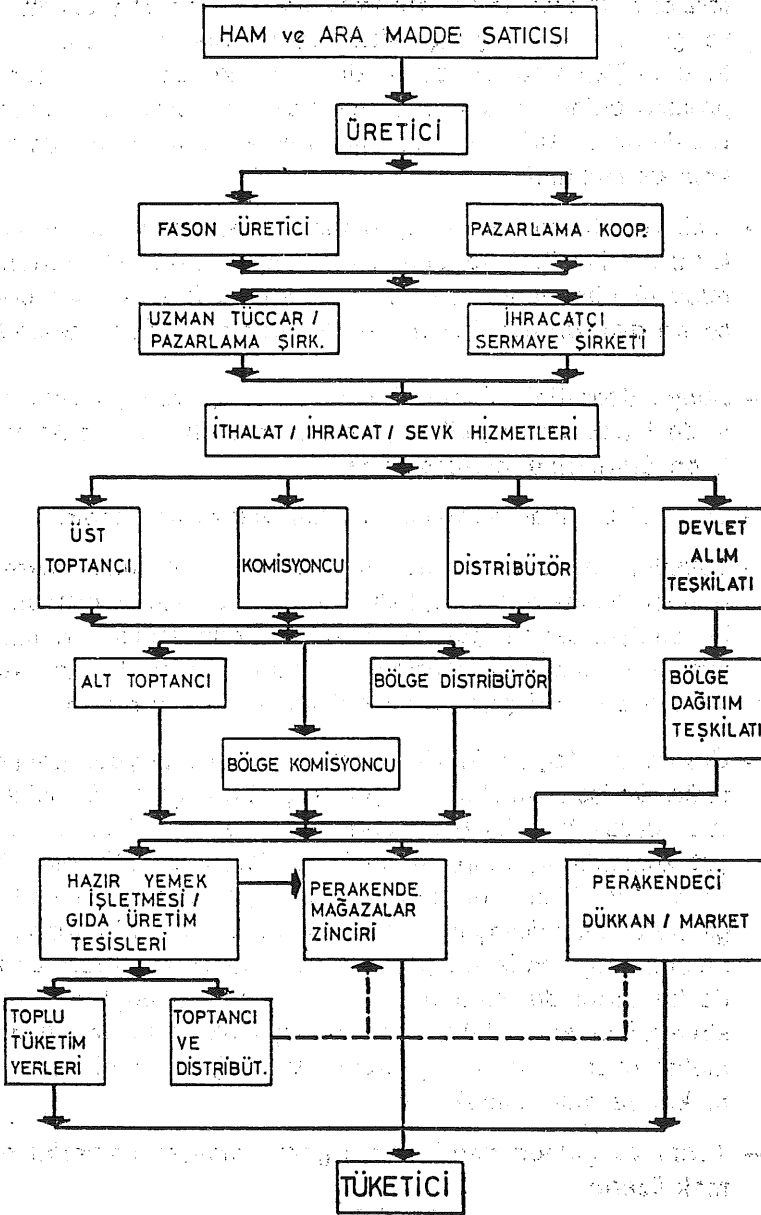 HAM ve ARA MADDE SATICISI
ÜRETİCİ
FASON ÜRETİCİ
PAZARLAMA KOOP.
UZMAN TÜCCAR /
PAZARLAMA ŞİRK.
İHRACATÇI
SERMAYE ŞİRKETİ
İTHALAT / İHRACAT / SEVK HİZMETLERİ
ÜST
TOPTANCI
KOMİSYONCU
DİSTRİBÜTÖR
DEVLET
ALIM
TEŞKİLATI
ALT TOPTANCI
BÖLGE DİSTRİBÜTÖR
BÖLGE
DAĞITIM
TEŞKİLATI
BÖLGE KOMİSYONCU
HAZIR YEMEK
İŞLETMESİ /
GIDA ÜRETİM
TESİSLERİ
PERAKENDE
MAĞAZALAR
ZİNCİRİ
PERAKENDECİ
DÜKKAN / MARKET
TOPLU
TÜKETİM
YERLERİ
TOPTANCI
VE
DİSTRİBÜT.
TÜKETİCİ